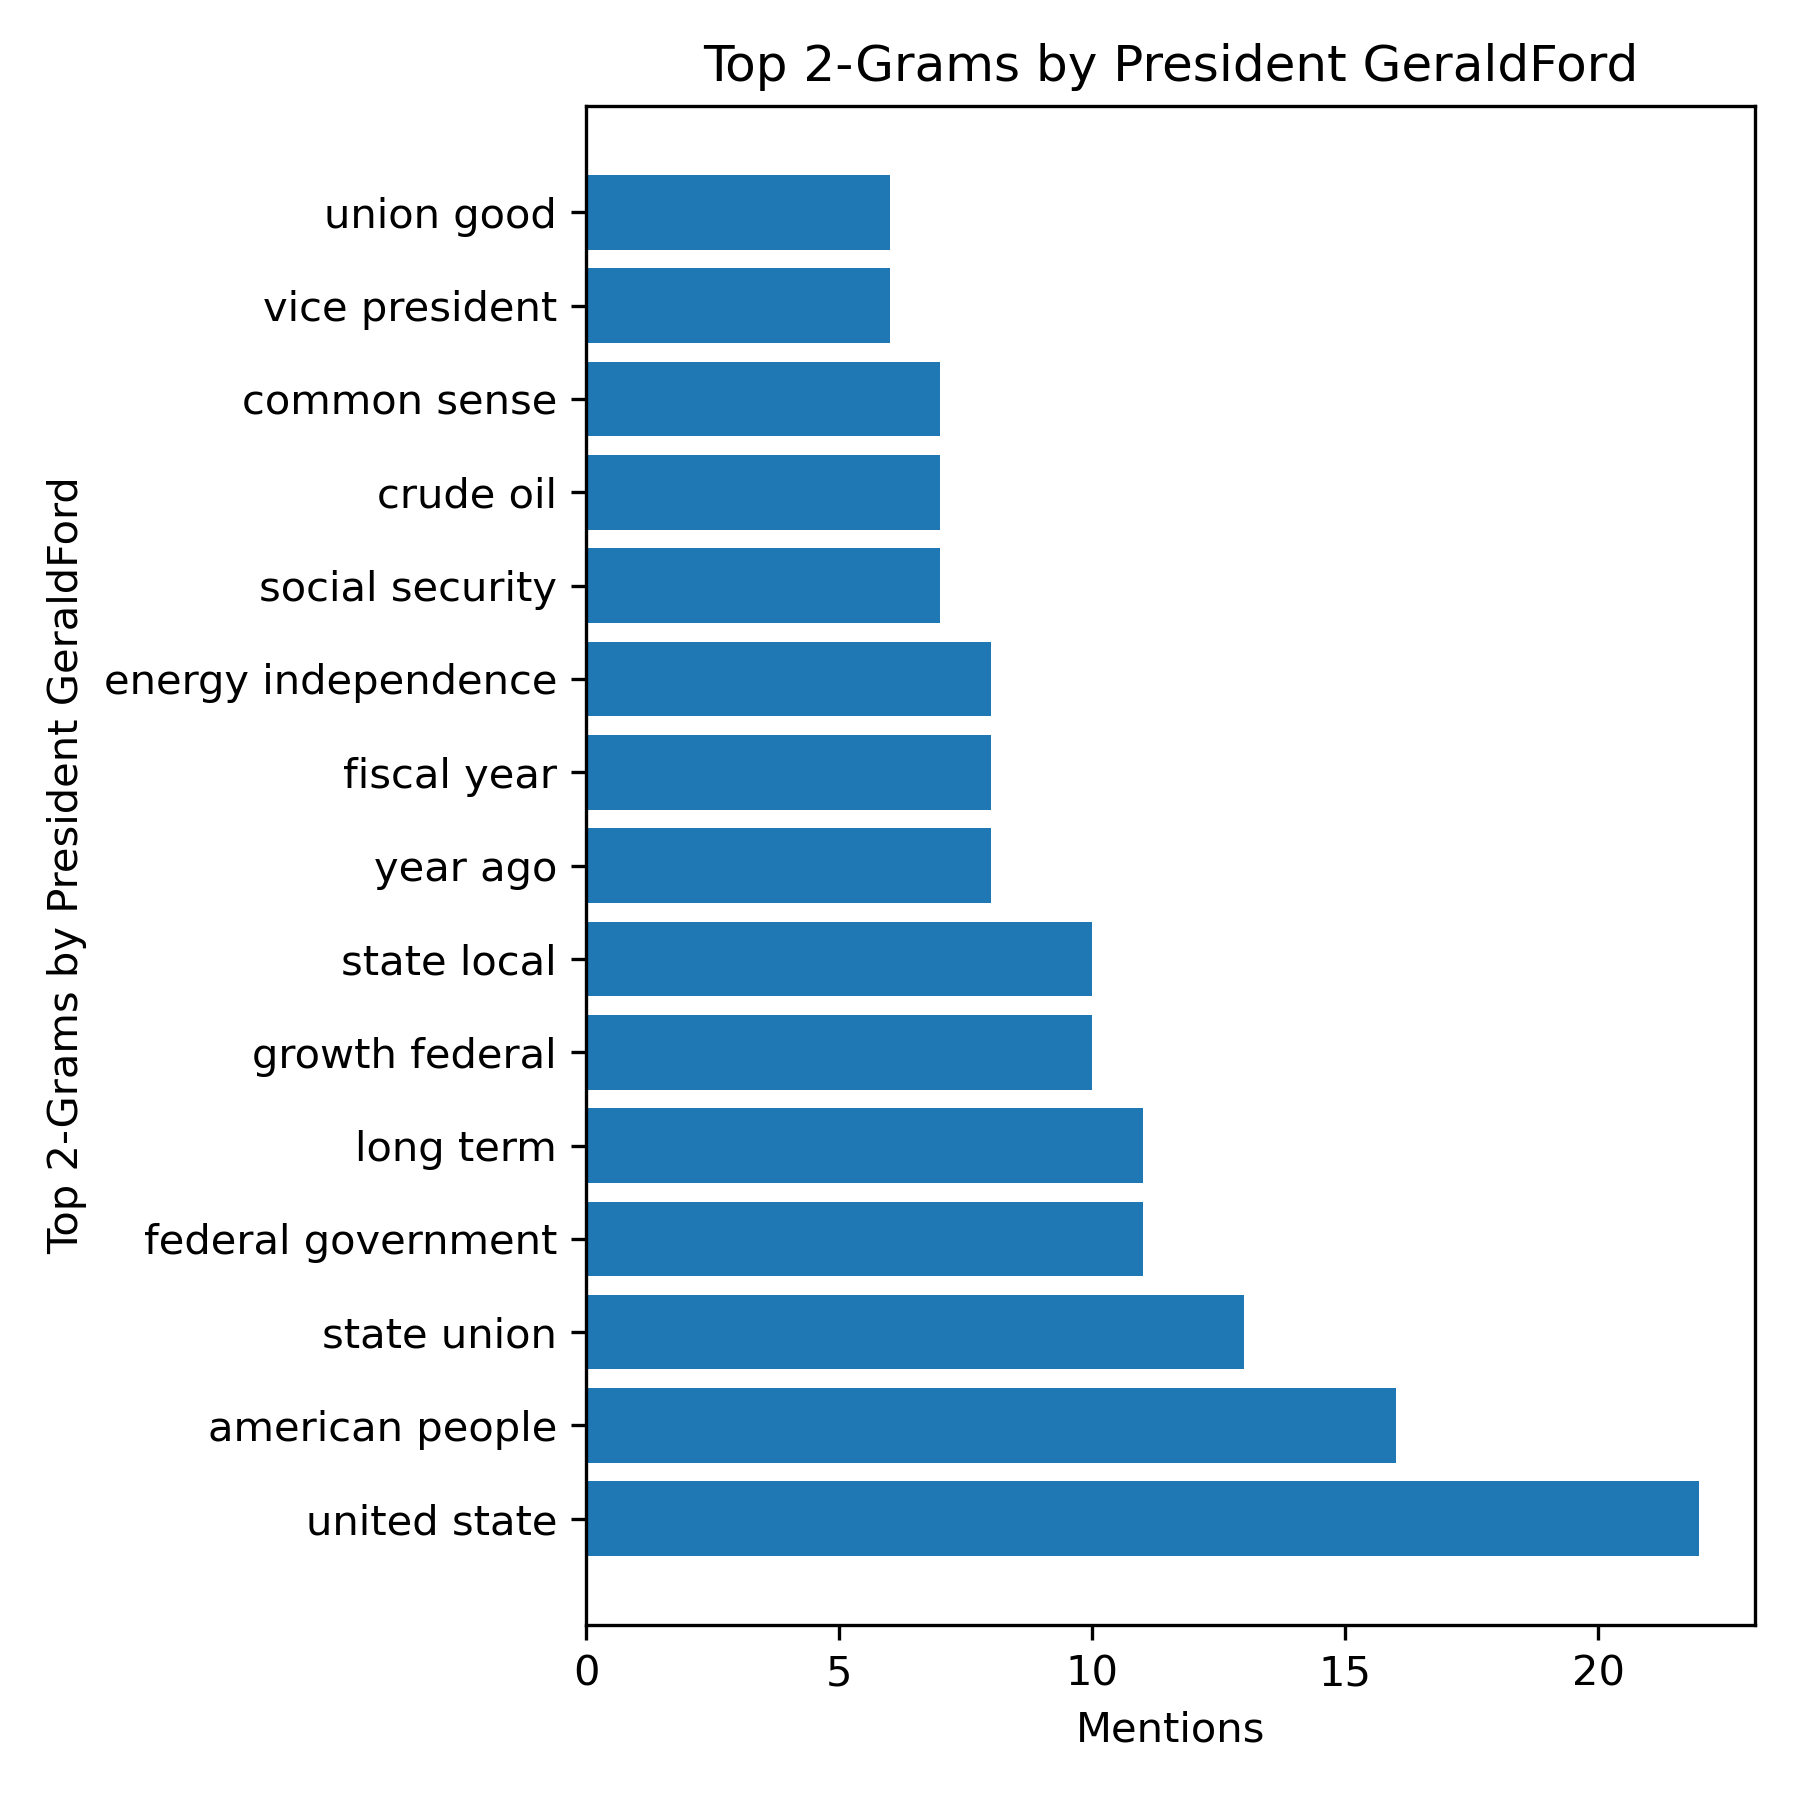 Top 2-Grams by President GeraldFord
Top 2-Grams by President GeraldFord
union good
vice president
common sense
crude oil
social security
energy independence
fiscal year
year ago
state local
growth federal
long term
federal government
state union
american people
united state
0 5 10 15 20
Mentions